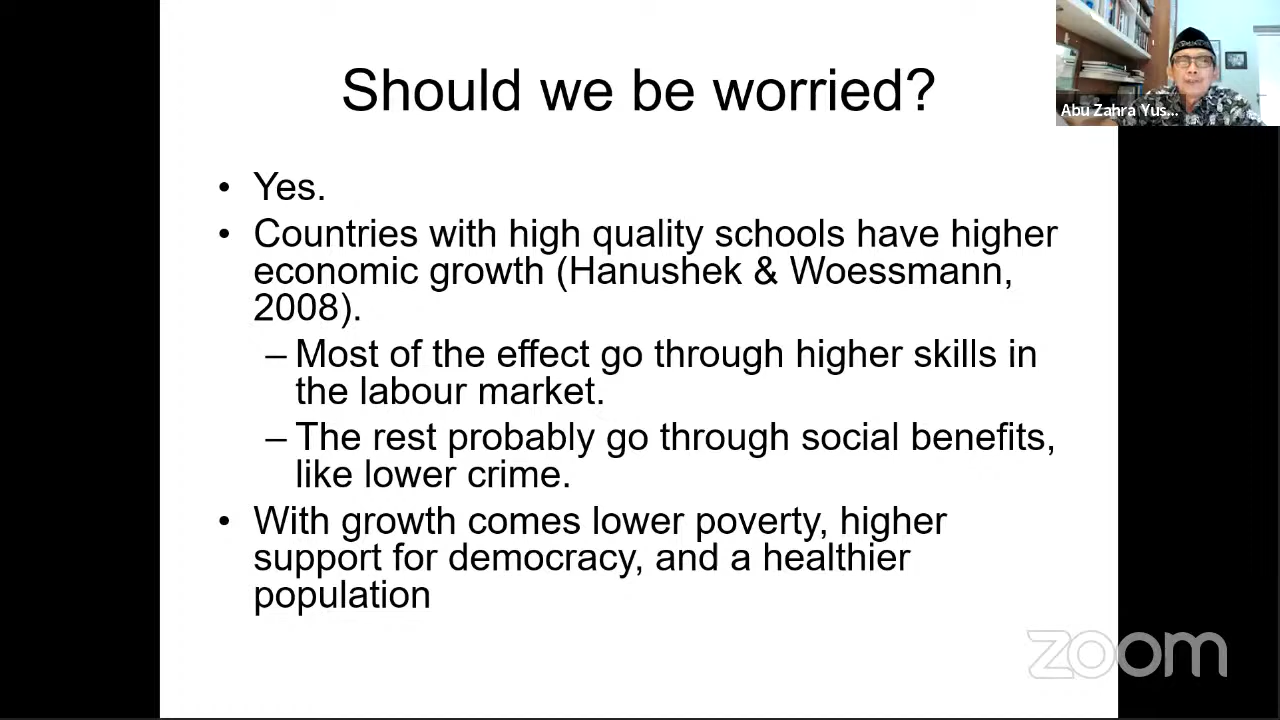 Should we be worried?
Abu Zahra Yus...
• Yes.
• Countries with high quality schools have higher
economic growth (Hanushek & Woessmann,
2008).
– Most of the effect go through higher skills in
the labour market.
– The rest probably go through social benefits,
like lower crime.
• With growth comes lower poverty, higher
support for democracy, and a healthier
population
zoom